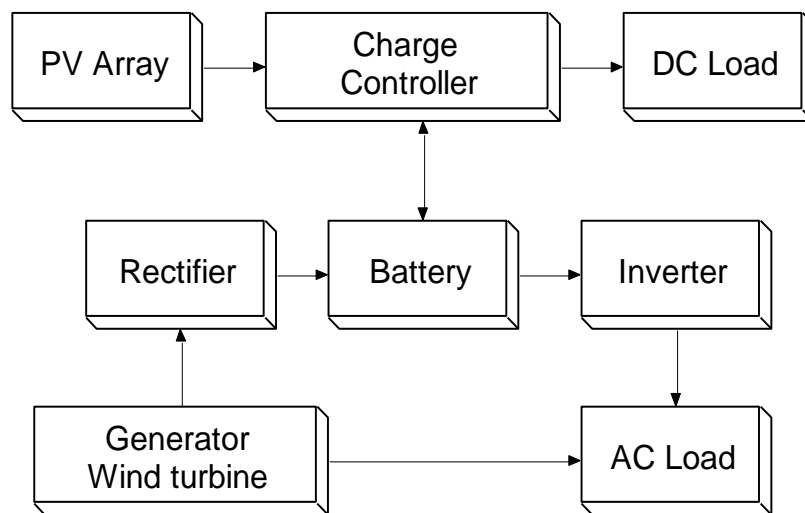 PV Array
Charge
Controller
DC Load
Rectifier
Battery
Inverter
Generator
Wind turbine
AC Load